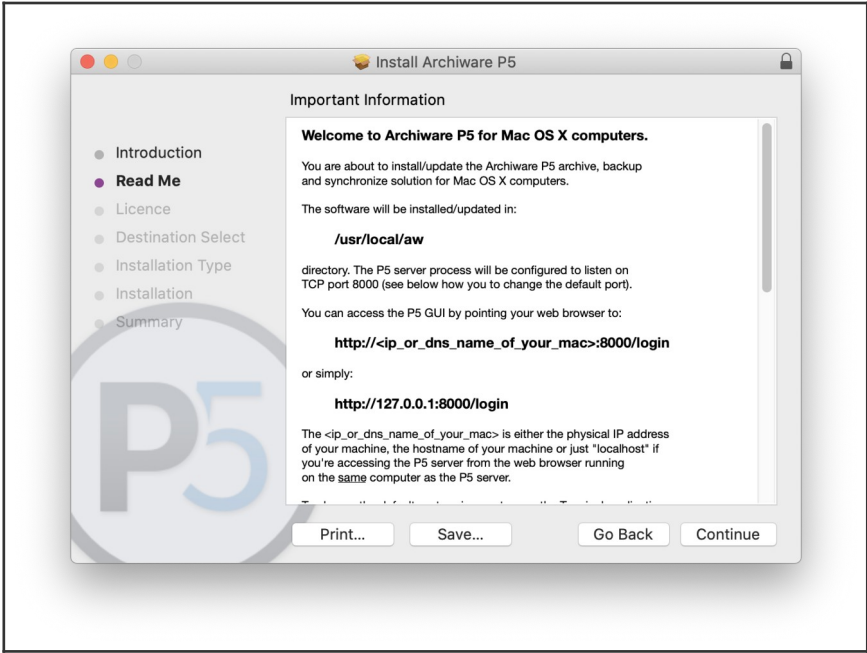 Install Archiware P5
Important Information
Introduction
Read Me
Licence
Destination Select
Installation Type
Installation
Summary
P5
Welcome to Archiware P5 for Mac OS X computers.
You are about to install/update the Archiware P5 archive, backup
and synchronize solution for Mac OS X computers.
The software will be installed/updated in:
/usr/local/aw
directory. The P5 server process will be configured to listen on
TCP port 8000 (see below how you to change the default port).
You can access the P5 GUI by pointing your web browser to:
http://<ip_or_dns_name_of_your_mac>:8000/login
or simply:
http://127.0.0.1:8000/login
The <ip_or_dns_name_of_your_mac> is either the physical IP address
of your machine, the hostname of your machine or just "localhost" if
you're accessing the P5 server from the web browser running
on the same computer as the P5 server.
Print...
Save...
Go Back
Continue